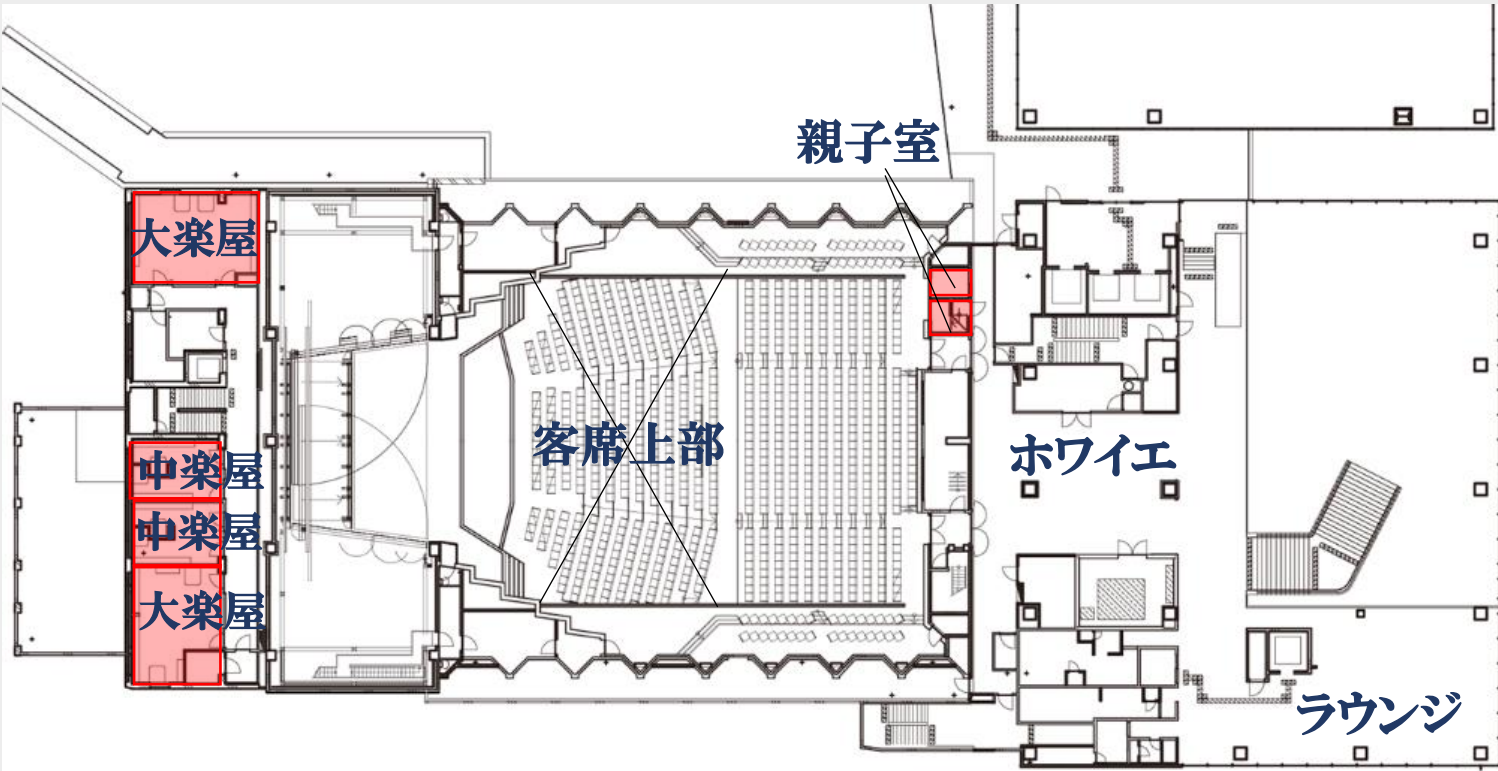 親子室
大楽屋
客席上部
ホワイエ
中楽屋
中楽屋
大楽屋
ラウンジ